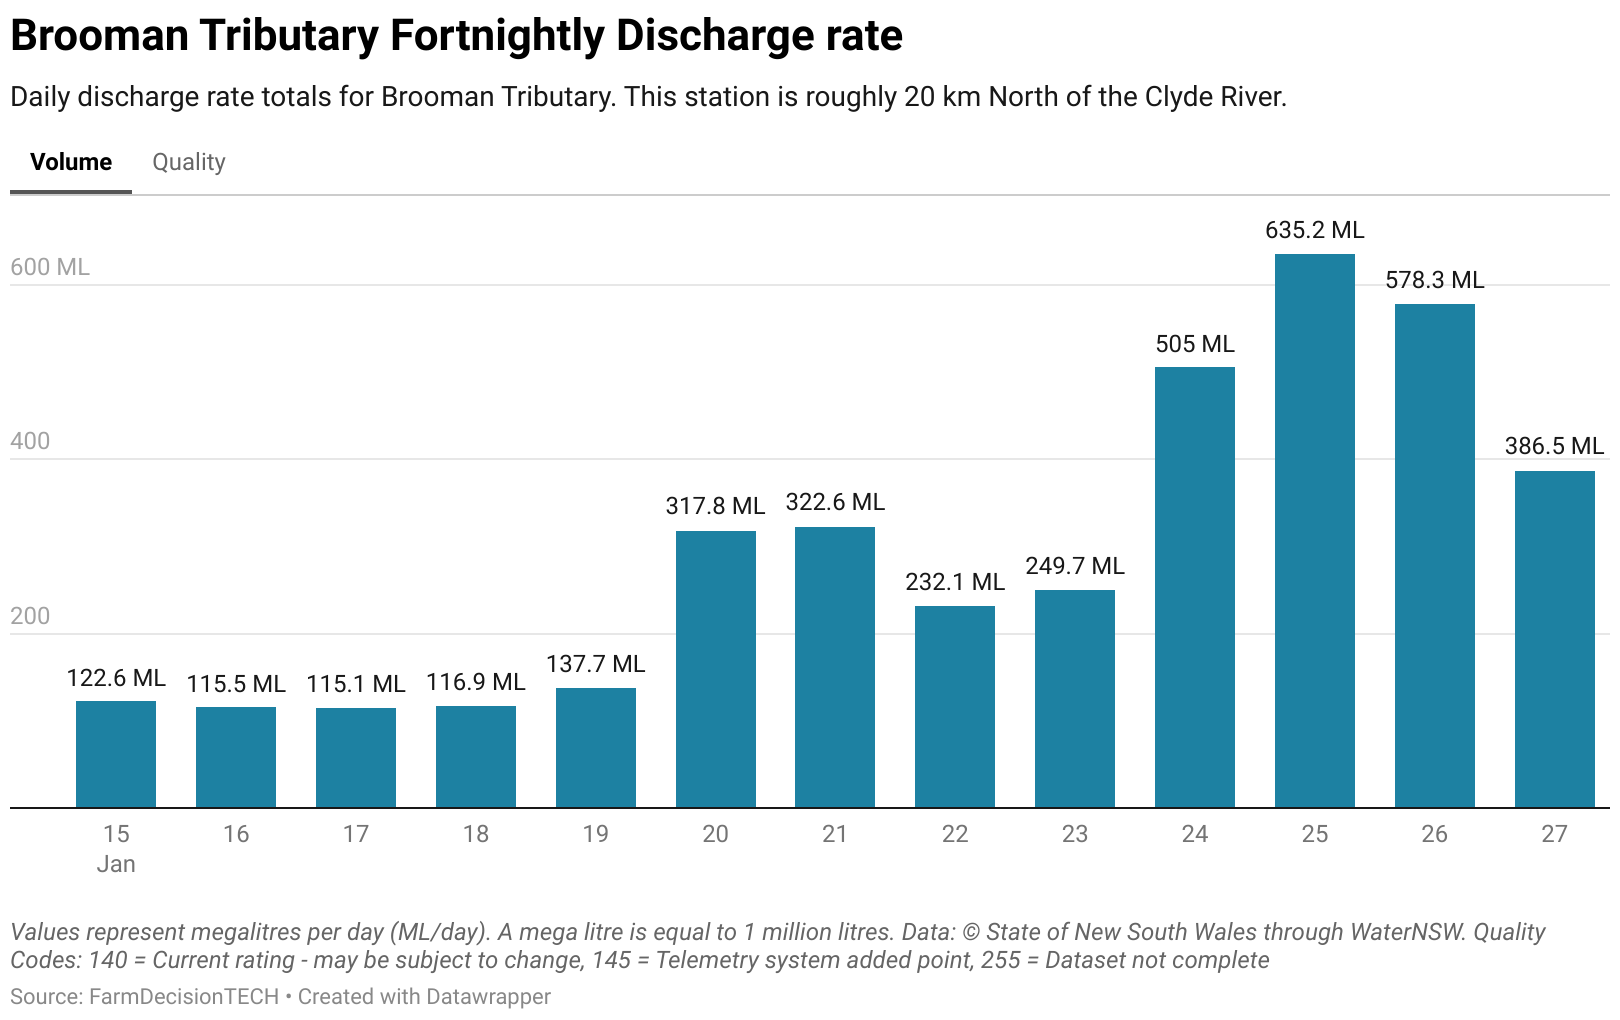 Brooman Tributary Fortnightly Discharge rate
Daily discharge rate totals for Brooman Tributary. This station is roughly 20 km North of the Clyde River.
Volume Quality
635.2 ML
600 ML
578.3 ML
505 ML
400
386.5 ML
317.8 ML 322.6 ML
249.7 ML
232.1 ML
200
137.7 ML
122.6 ML 115.5 ML 115.1 ML 116.9 ML
15 16 17 18 19 20 21 22 23 24 25 26 27
Jan
Values represent megalitres per day (ML/day). A mega litre is equal to 1 million litres. Data: © State of New South Wales through WaterNSW. Quality
Codes: 140 = Current rating - may be subject to change, 145 = Telemetry system added point, 255 = Dataset not complete
Source: FarmDecisionTECH • Created with Datawrapper